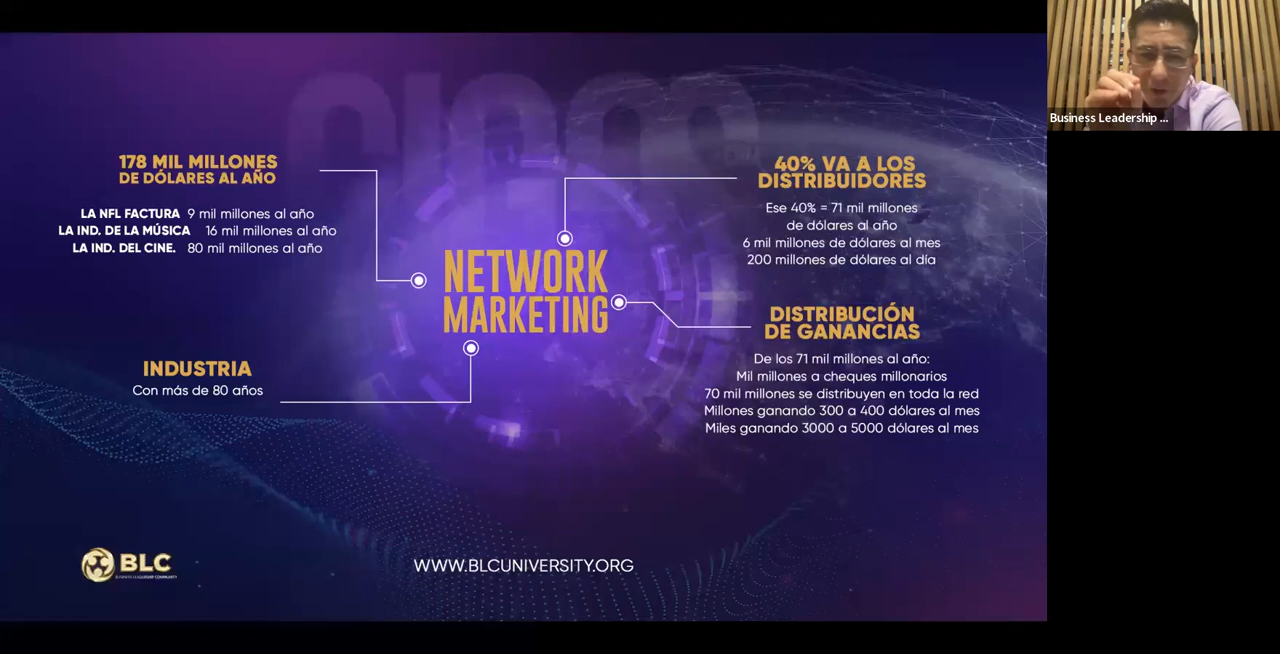 178 MIL MILLONES
DE DÓLARES AL AÑO
LA NFL FACTURA 9 mil millones al año
LA IND. DE LA MÚSICA 16 mil millones al año
LA IND. DEL CINE. 80 mil millones al año
INDUSTRIA
Con más de 80 años
NETWORK
MARKETING
40% VA A LOS
DISTRIBUIDORES
Ese 40% = 71 mil millones
de dólares al año
6 mil millones de dólares al mes
200 millones de dólares al día
DISTRIBUCIÓN
DE GANANCIAS
De los 71 mil millones al año:
Mil millones a cheques millonarios
70 mil millones se distribuyen en toda la red
Millones ganando 300 a 400 dólares al mes
Miles ganando 3000 a 5000 dólares al mes
BLC
BUSINESS LEADERSHIP COMMUNITY
WWW.BLCUNIVERSITY.ORG
Business Leadership ...